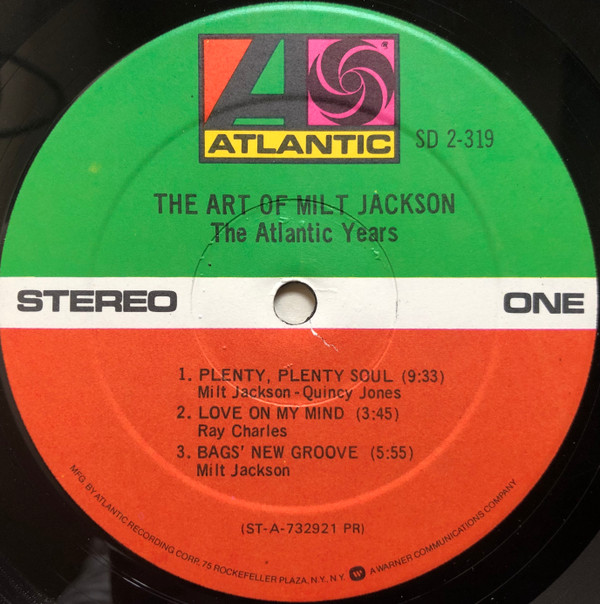 ATLANTIC
SD 2-319
THE ART OF MILT JACKSON
The Atlantic Years
STEREO
ONE
1. PLENTY, PLENTY SOUL (9:33)
Milt Jackson-Quincy Jones
2. LOVE ON MY MIND (3:45)
Ray Charles
3. BAGS' NEW GROOVE (5:55)
Milt Jackson
(ST-A-732921 PR)
MFG. BY ATLANTIC RECORDING CORP. 75 ROCKEFELLER PLAZA, N.Y. N.Y. W A WARNER COMMUNICATIONS COMPANY